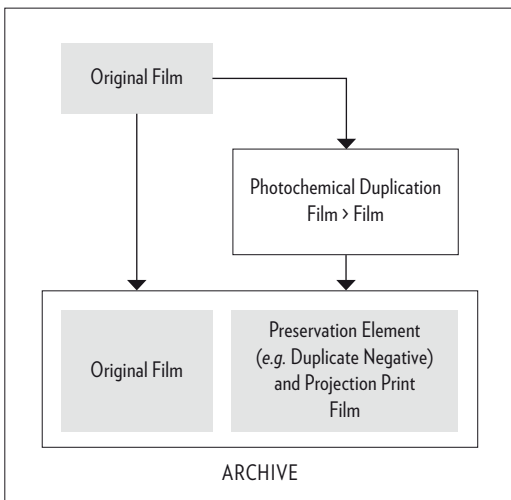 Original Film
Photochemical Duplication
Film > Film
Original Film
Preservation Element
(e.g. Duplicate Negative)
and Projection Print
Film
ARCHIVE